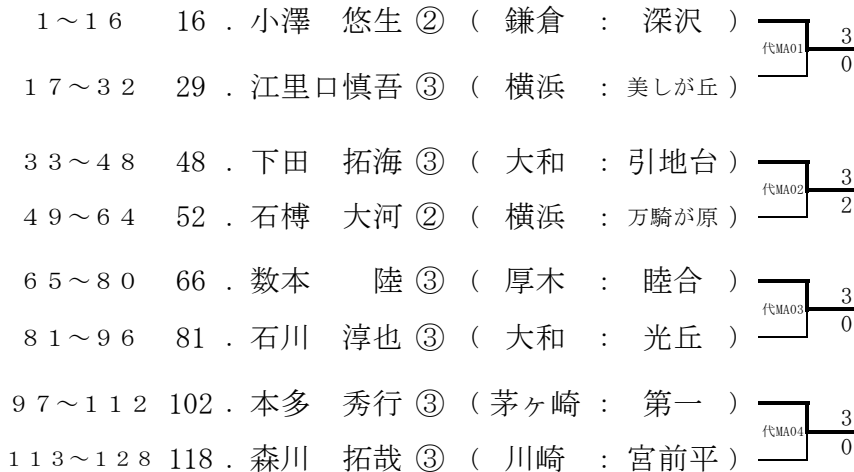 1～16 16 . 小澤 悠生 ② ( 鎌倉 : 深沢 )
代MA01 3
0
17～32 29 . 江里口慎吾 ③ ( 横浜 : 美しが丘 )
33～48 48 . 下田 拓海 ③ ( 大和 : 引地台 )
代MA02 3
2
49～64 52 . 石榑 大河 ② ( 横浜 : 万騎が原 )
65～80 66 . 数本 陸 ③ ( 厚木 : 睦合 )
代MA03 3
0
81～96 81 . 石川 淳也 ③ ( 大和 : 光丘 )
97～112 102 . 本多 秀行 ③ ( 茅ヶ崎 : 第一 )
代MA04 3
0
113～128 118 . 森川 拓哉 ③ ( 川崎 : 宮前平 )